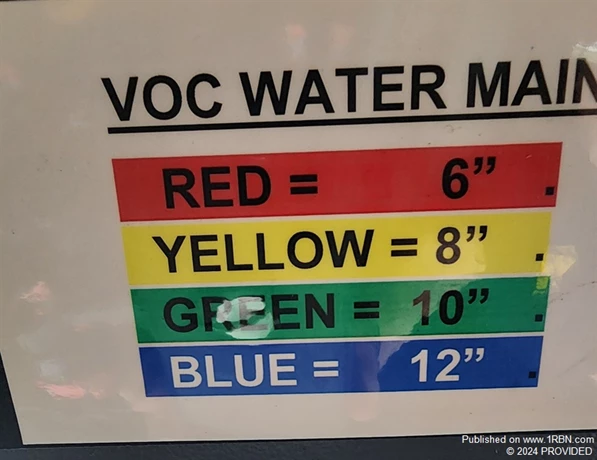 VOC WATER MAIN
RED = 6” .
YELLOW = 8” .
GREEN = 10” .
BLUE = 12” .
Published on www.1RBN.com
© 2024 PROVIDED